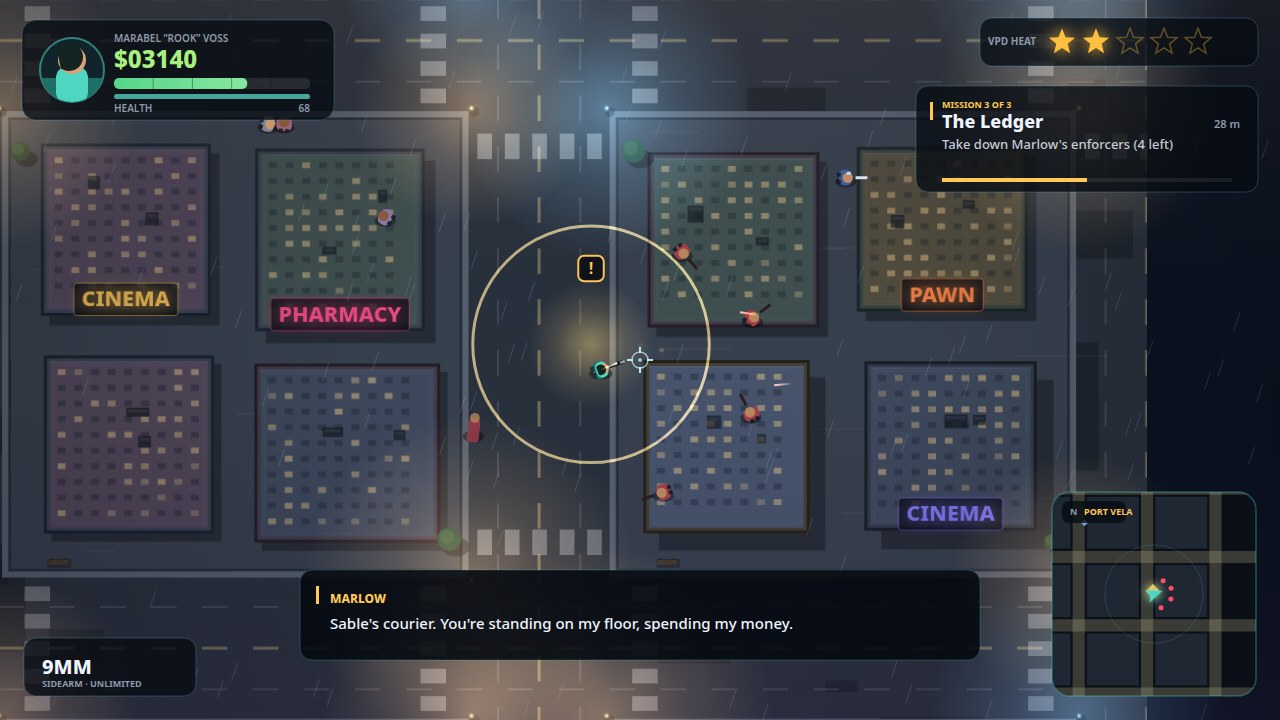 MARABEL "ROOK" VOSS
$03140
HEALTH 68
VPD HEAT
MISSION 3 OF 3
The Ledger
28 m
Take down Marlow's enforcers (4 left)
!
CINEMA
PHARMACY
PAWN
CINEMA
N PORT VELA
MARLOW
Sable's courier. You're standing on my floor, spending my money.
9MM
SIDEARM · UNLIMITED